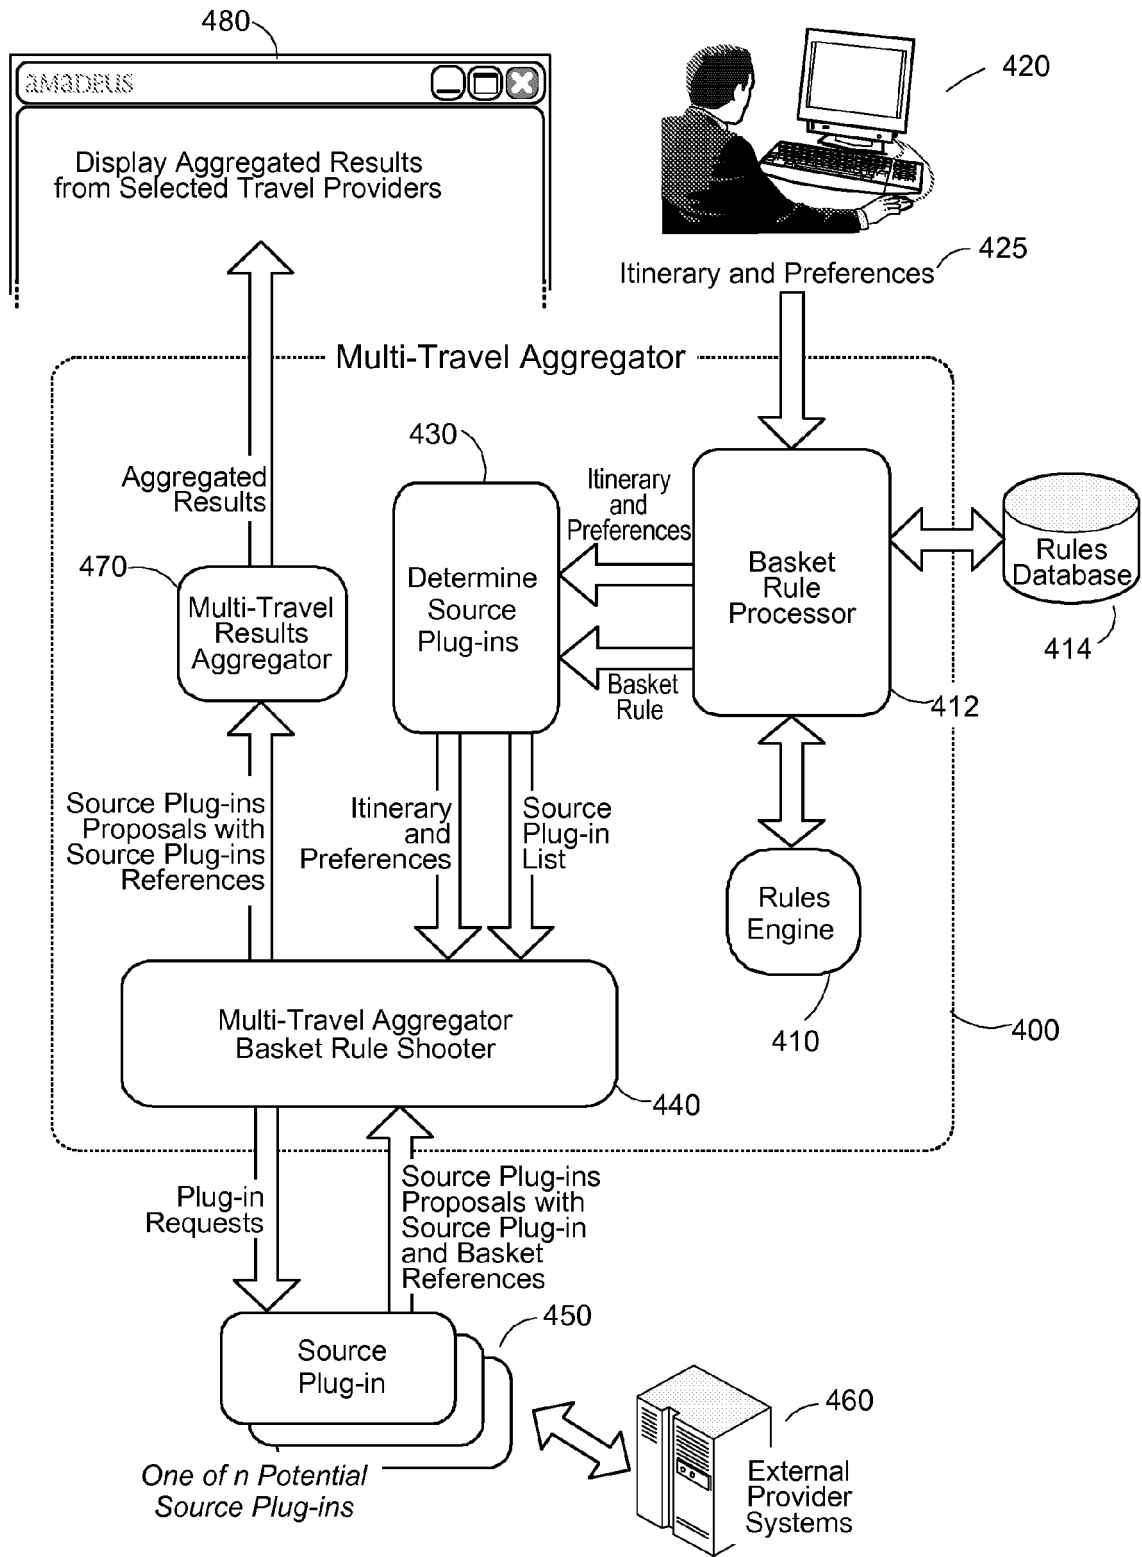 480
amadeus
Display Aggregated Results
from Selected Travel Providers
420
Itinerary and Preferences
425
Multi-Travel Aggregator
430
Aggregated
Results
Itinerary
and
Preferences
470
Multi-Travel
Results
Aggregator
Determine
Source
Plug-ins
Basket
Rule
Processor
Rules
Database
414
Basket
Rule
412
Source Plug-ins
Proposals with
Source Plug-ins
References
Itinerary
and
Preferences
Source
Plug-in
List
Rules
Engine
410
400
Multi-Travel Aggregator
Basket Rule Shooter
440
Plug-in
Requests
Source Plug-ins
Proposals with
Source Plug-in
and Basket
References
450
Source
Plug-in
One of n Potential
Source Plug-ins
460
External
Provider
Systems